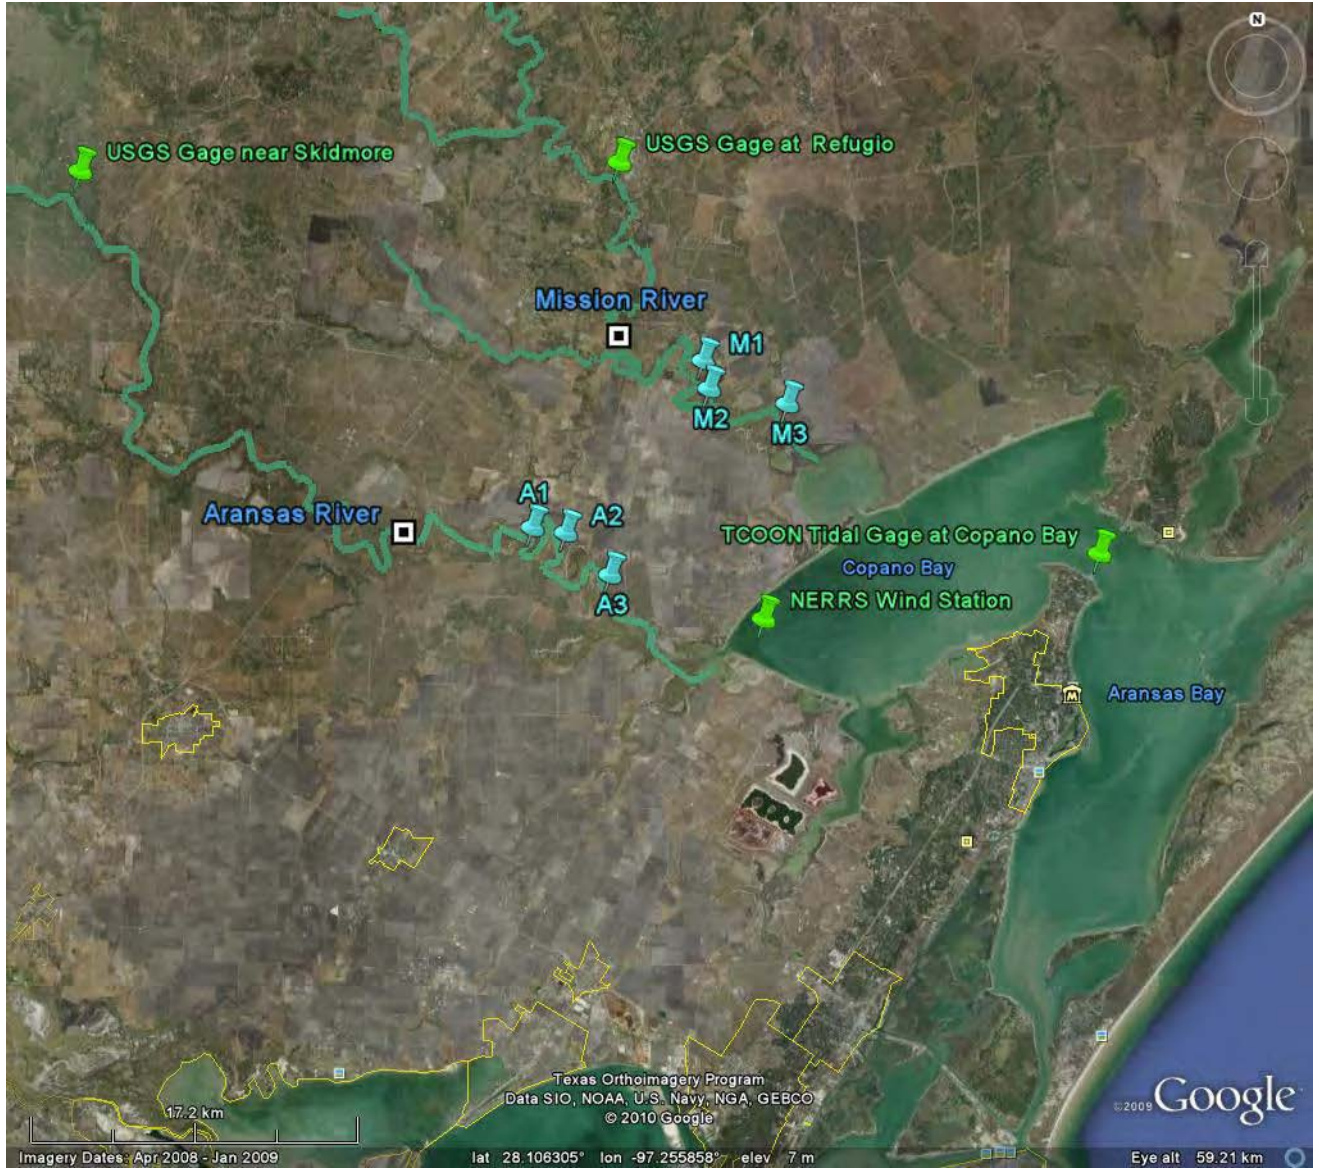 N
USGS Gage near Skidmore
USGS Gage at Refugio
Mission River
M1
M2
M3
A1
Aransas River
A2
A3
TCOON Tidal Gage at Copano Bay
Copano Bay
NERRS Wind Station
Aransas Bay
Texas Orthoimagery Program
Data SIO, NOAA, U.S. Navy, NGA, GEBCO
© 2010 Google
17.2 km
©2009 Google
Imagery Dates: Apr 2008 - Jan 2009
lat 28.106305° lon -97.255858° elev 7 m
Eye alt 59.21 km